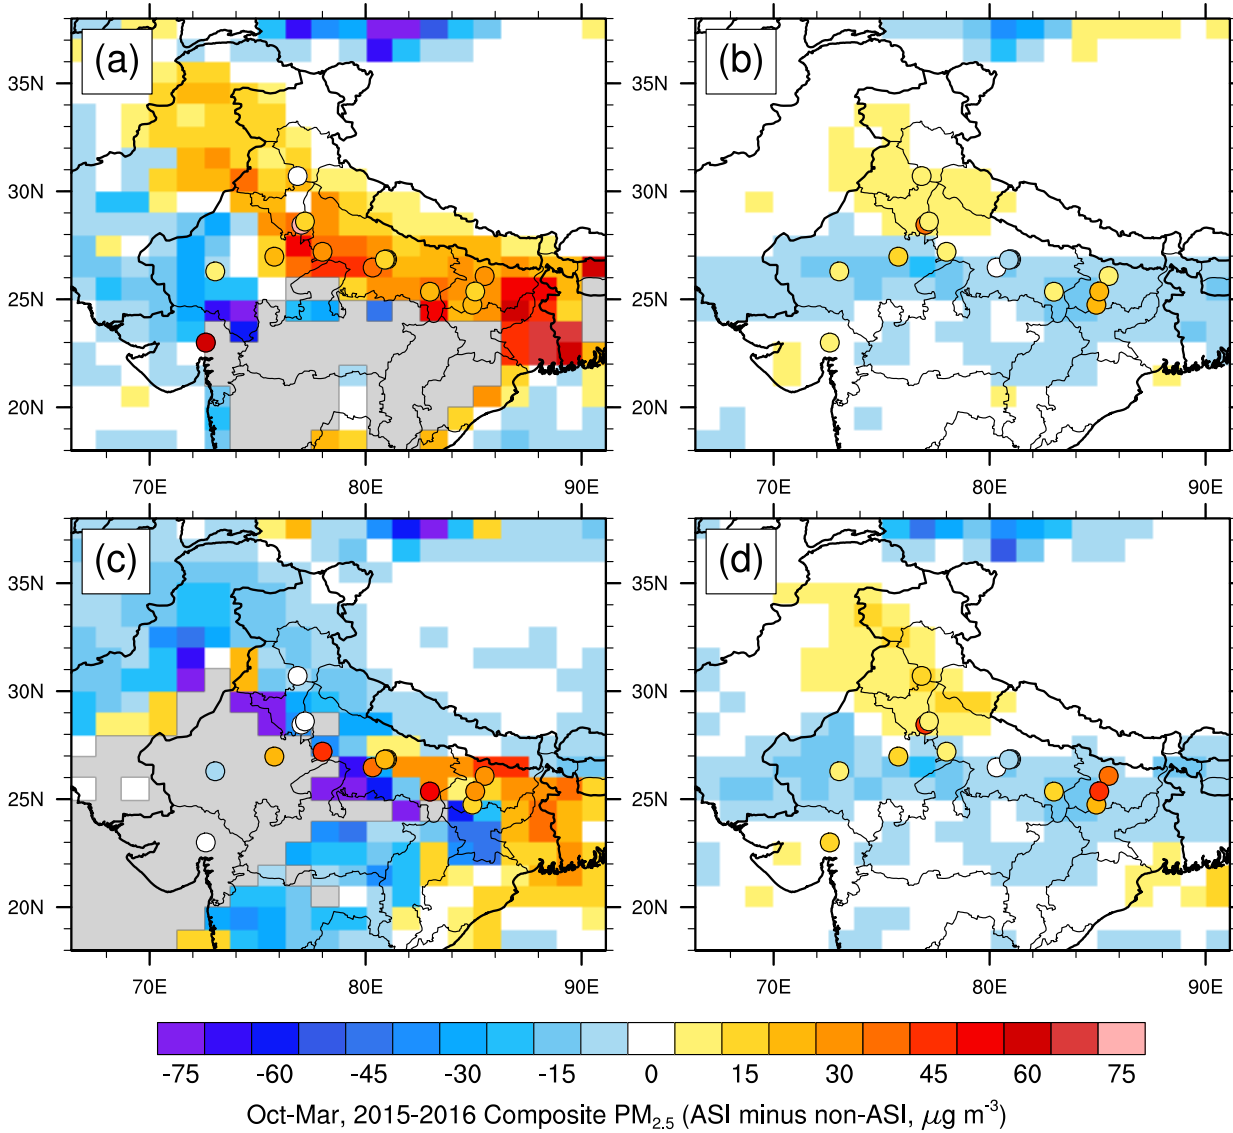 (a)
(b)
35N
30N
25N
20N
35N
30N
25N
20N
70E
80E
90E
70E
80E
90E
(c)
(d)
35N
30N
25N
20N
35N
30N
25N
20N
70E
80E
90E
70E
80E
90E
-75 -60 -45 -30 -15 0 15 30 45 60 75
Oct-Mar, 2015-2016 Composite PM2.5 (ASI minus non-ASI, μg m-3)